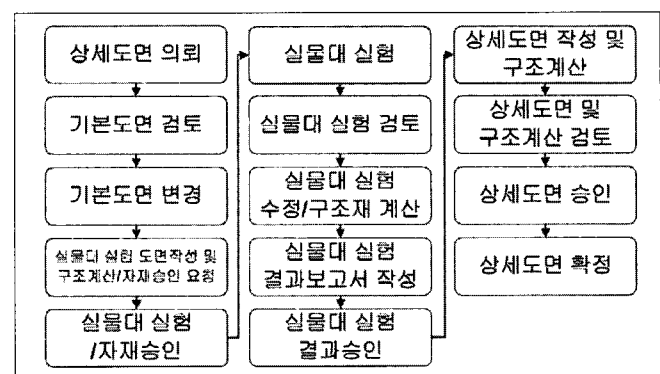 상세도면 의뢰
기본도면 검토
기본도면 변경
실물대 실험 도면작성 및
구조계산/자재승인 요청
실물대 실험
/자재승인
실물대 실험
실물대 실험 검토
실물대 실험
수정/구조재 계산
실물대 실험
결과보고서 작성
실물대 실험
결과승인
상세도면 작성 및
구조계산
상세도면 및
구조계산 검토
상세도면 승인
상세도면 확정